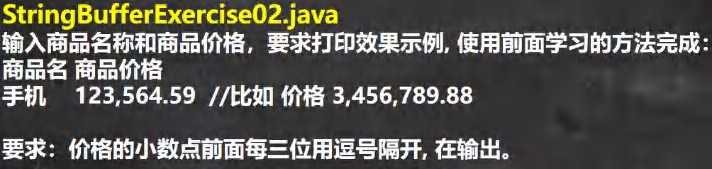 StringBufferExercise02.java
输入商品名称和商品价格，要求打印效果示例, 使用前面学习的方法完成：
商品名 商品价格
手机 123,564.59 //比如 价格 3,456,789.88
要求：价格的小数点前面每三位用逗号隔开, 在输出。